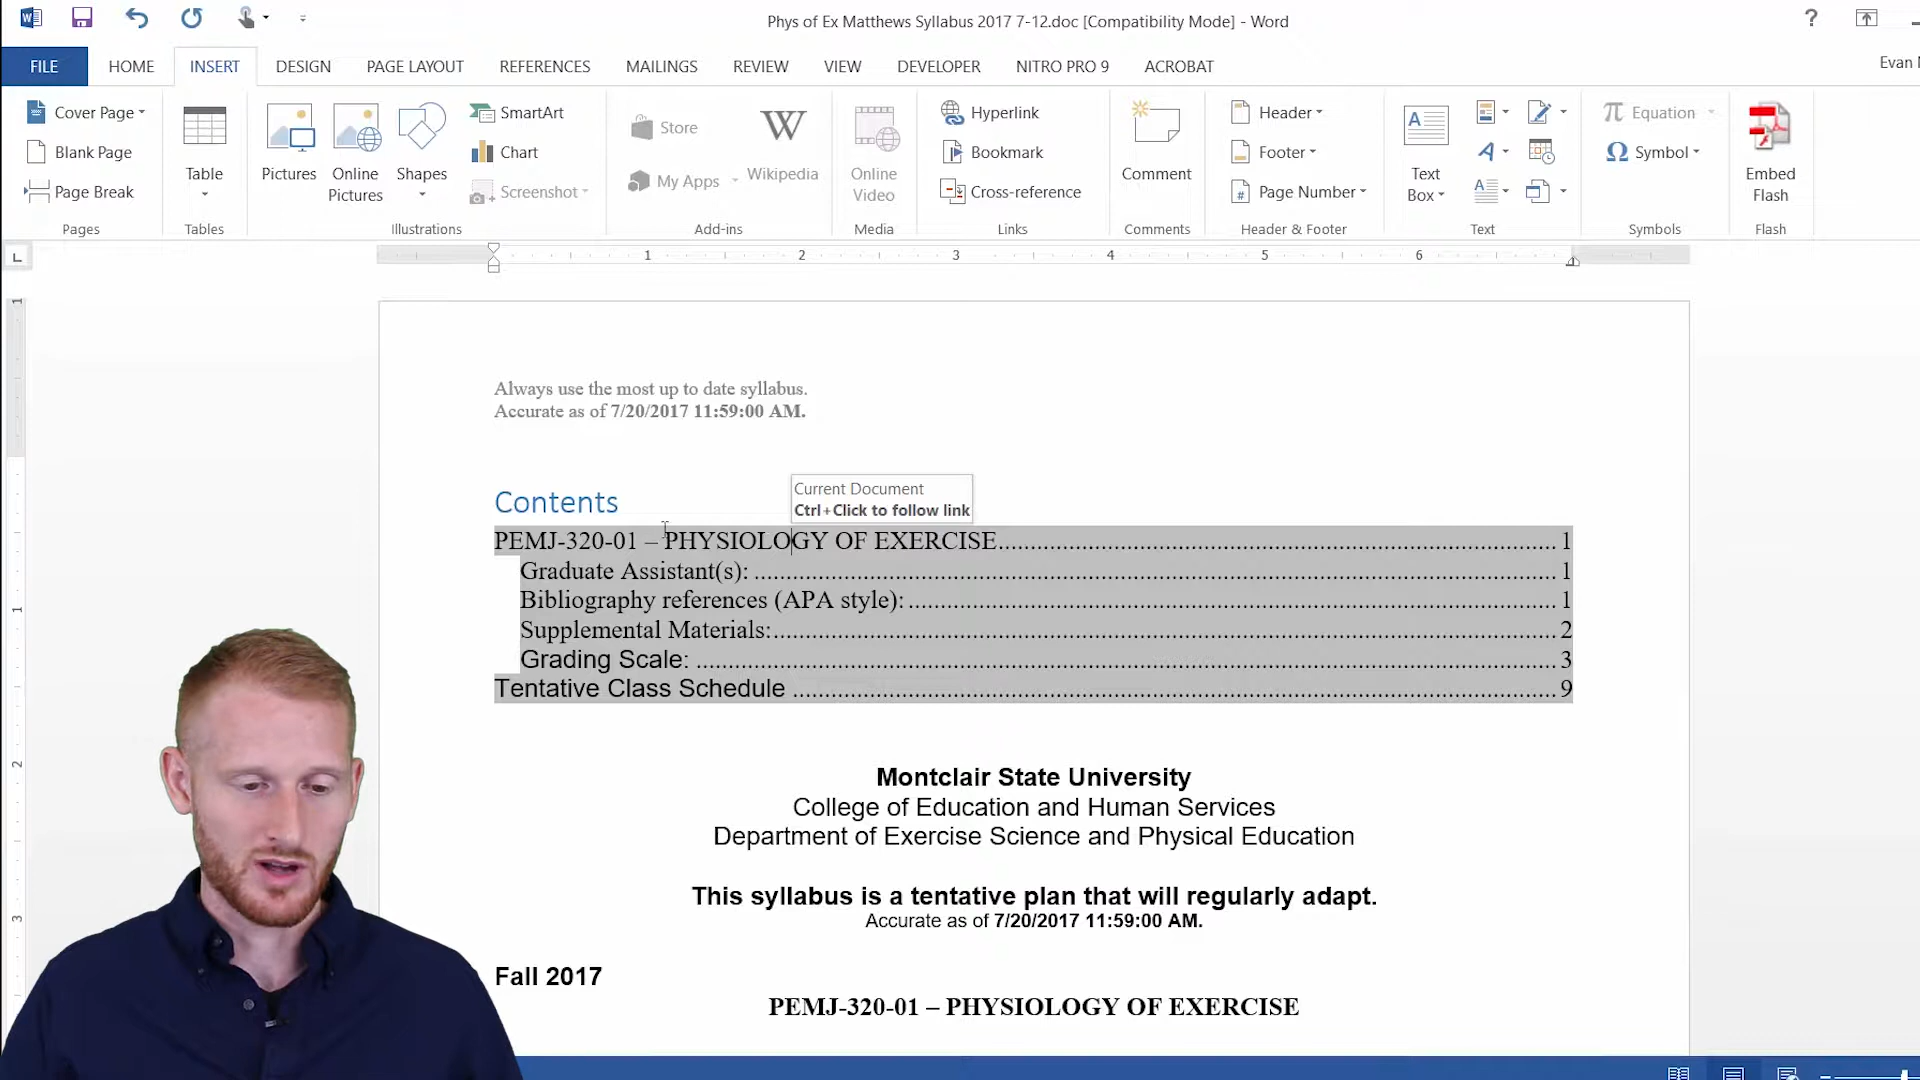 Phys of Ex Matthews Syllabus 2017 7-12.doc [Compatibility Mode] - Word
?
FILE HOME INSERT DESIGN PAGE LAYOUT REFERENCES MAILINGS REVIEW VIEW DEVELOPER NITRO PRO 9 ACROBAT
Evan
Cover Page
Blank Page
Page Break
Pages
Table
Tables
Pictures
Online Pictures
Shapes
SmartArt
Chart
Screenshot
Illustrations
Store
My Apps
Wikipedia
Add-ins
Online Video
Media
Hyperlink
Bookmark
Cross-reference
Links
Comment
Comments
Header
Footer
Page Number
Header & Footer
Text Box
Text
Equation
Symbol
Symbols
Embed Flash
Flash
1 2 3 4 5 6
Always use the most up to date syllabus.
Accurate as of 7/20/2017 11:59:00 AM.
Contents
Current Document
Ctrl+Click to follow link
PEMJ-320-01 – PHYSIOLOGY OF EXERCISE 1
Graduate Assistant(s): 1
Bibliography references (APA style): 1
Supplemental Materials: 2
Grading Scale: 3
Tentative Class Schedule 9
Montclair State University
College of Education and Human Services
Department of Exercise Science and Physical Education
This syllabus is a tentative plan that will regularly adapt.
Accurate as of 7/20/2017 11:59:00 AM.
Fall 2017
PEMJ-320-01 – PHYSIOLOGY OF EXERCISE